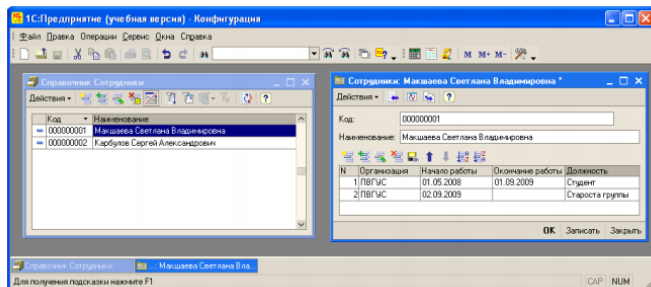 1С:Предприятие (учебная версия) - Конфигурация
Файл Правка Операции Сервис Окна Справка
M M+ M-
Справочник Сотрудники
Действия
Код Наименование
000000001 Макшаева Светлана Владимировна
000000002 Карбулов Сергей Александрович
Сотрудники: Макшаева Светлана Владимировна *
Действия
Код: 000000001
Наименование: Макшаева Светлана Владимировна
N Организация Начало работы Окончание работы Должность
1 ПВГУС 01.05.2008 01.09.2009 Студент
2 ПВГУС 02.09.2009 Староста группы
OK Записать Закрыть
Справочник Сотрудники
...: Макшаева Светлана Вла...
Для получения подсказки нажмите F1
CAP NUM